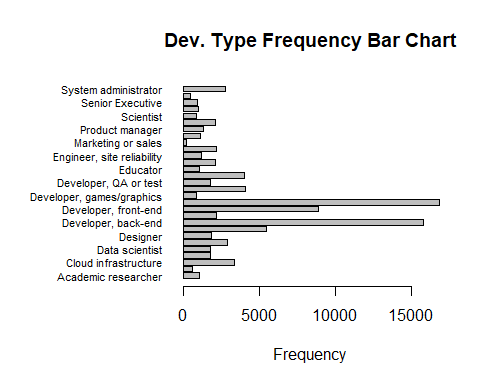 Dev. Type Frequency Bar Chart
System administrator
Senior Executive
Scientist
Product manager
Marketing or sales
Engineer, site reliability
Educator
Developer, QA or test
Developer, games/graphics
Developer, front-end
Developer, back-end
Designer
Data scientist
Cloud infrastructure
Academic researcher
0 5000 10000 15000
Frequency